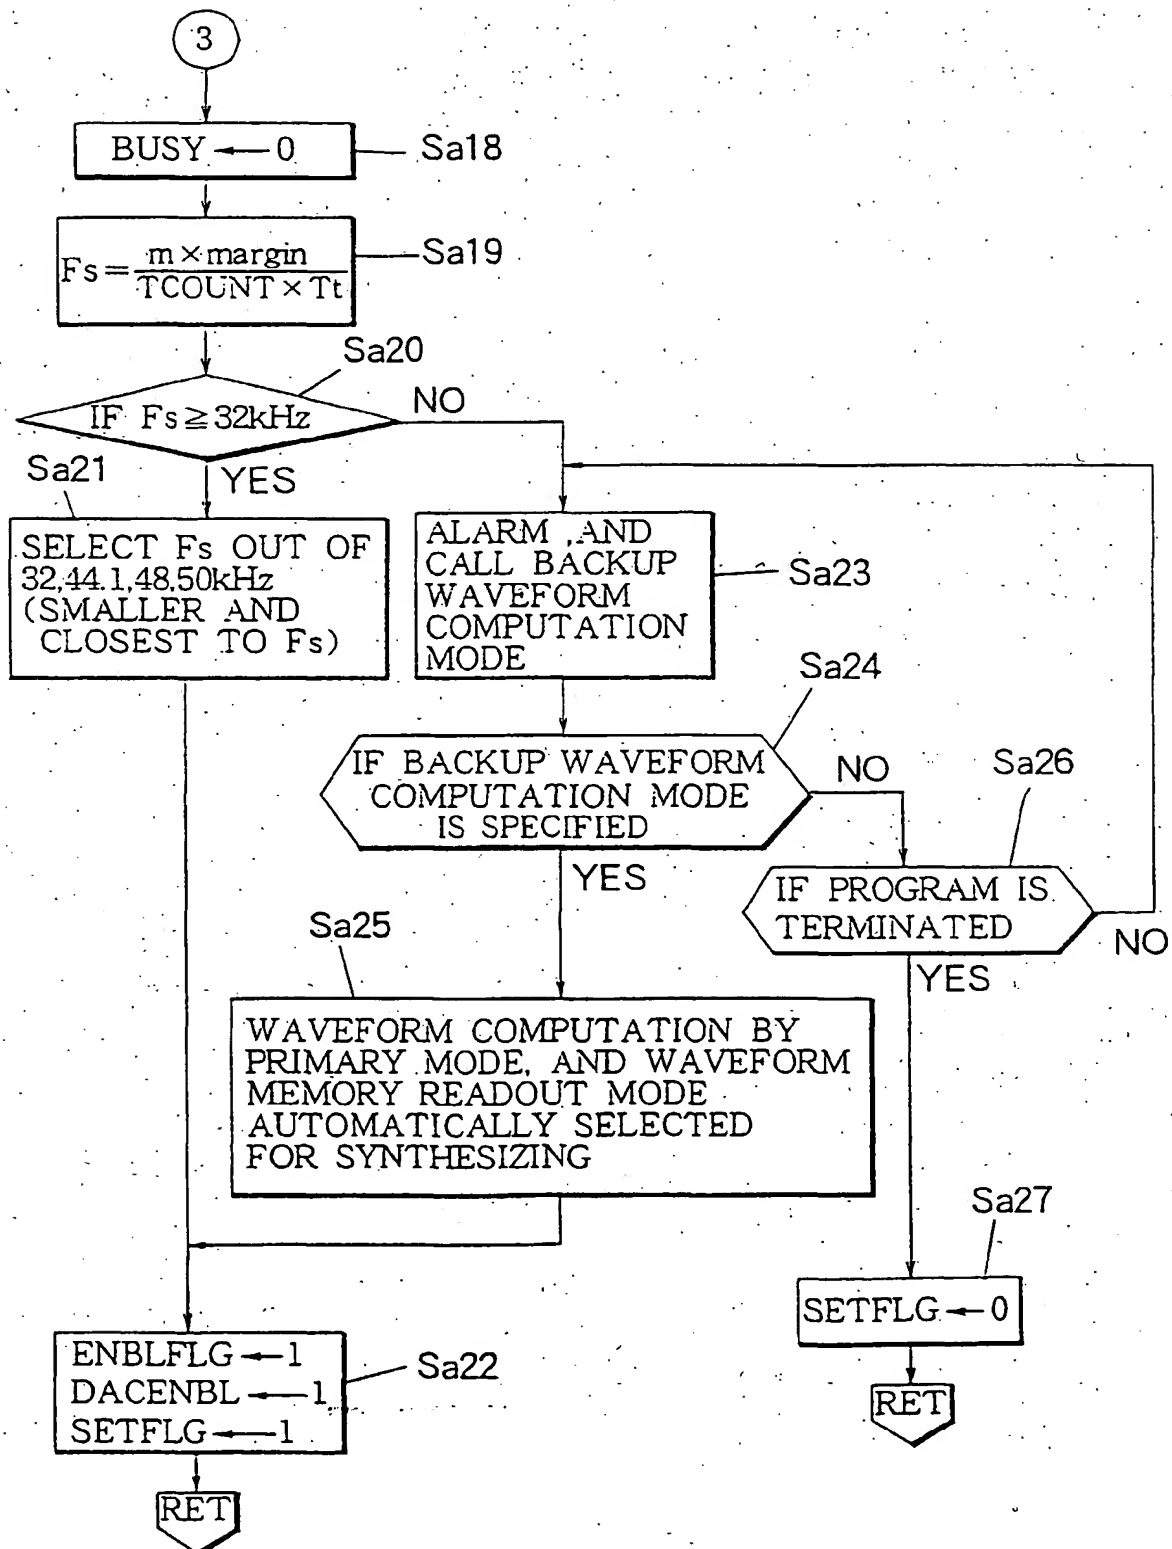 3
BUSY ← 0
Sa18
Fs = m × margin / TCOUNT × Tt
Sa19
Sa20
IF Fs ≧ 32kHz
NO
YES
Sa21
SELECT Fs OUT OF
32,44.1,48,50kHz
(SMALLER AND
CLOSEST TO Fs)
ALARM ,AND
CALL BACKUP
WAVEFORM
COMPUTATION
MODE
Sa23
Sa24
IF BACKUP WAVEFORM
COMPUTATION MODE
IS SPECIFIED
NO
YES
Sa26
IF PROGRAM IS
TERMINATED
NO
YES
Sa25
WAVEFORM COMPUTATION BY
PRIMARY MODE, AND WAVEFORM
MEMORY READOUT MODE
AUTOMATICALLY SELECTED
FOR SYNTHESIZING
Sa27
SETFLG ← 0
RET
ENBLFLG ← 1
DACENBL ← 1
SETFLG ← 1
Sa22
RET